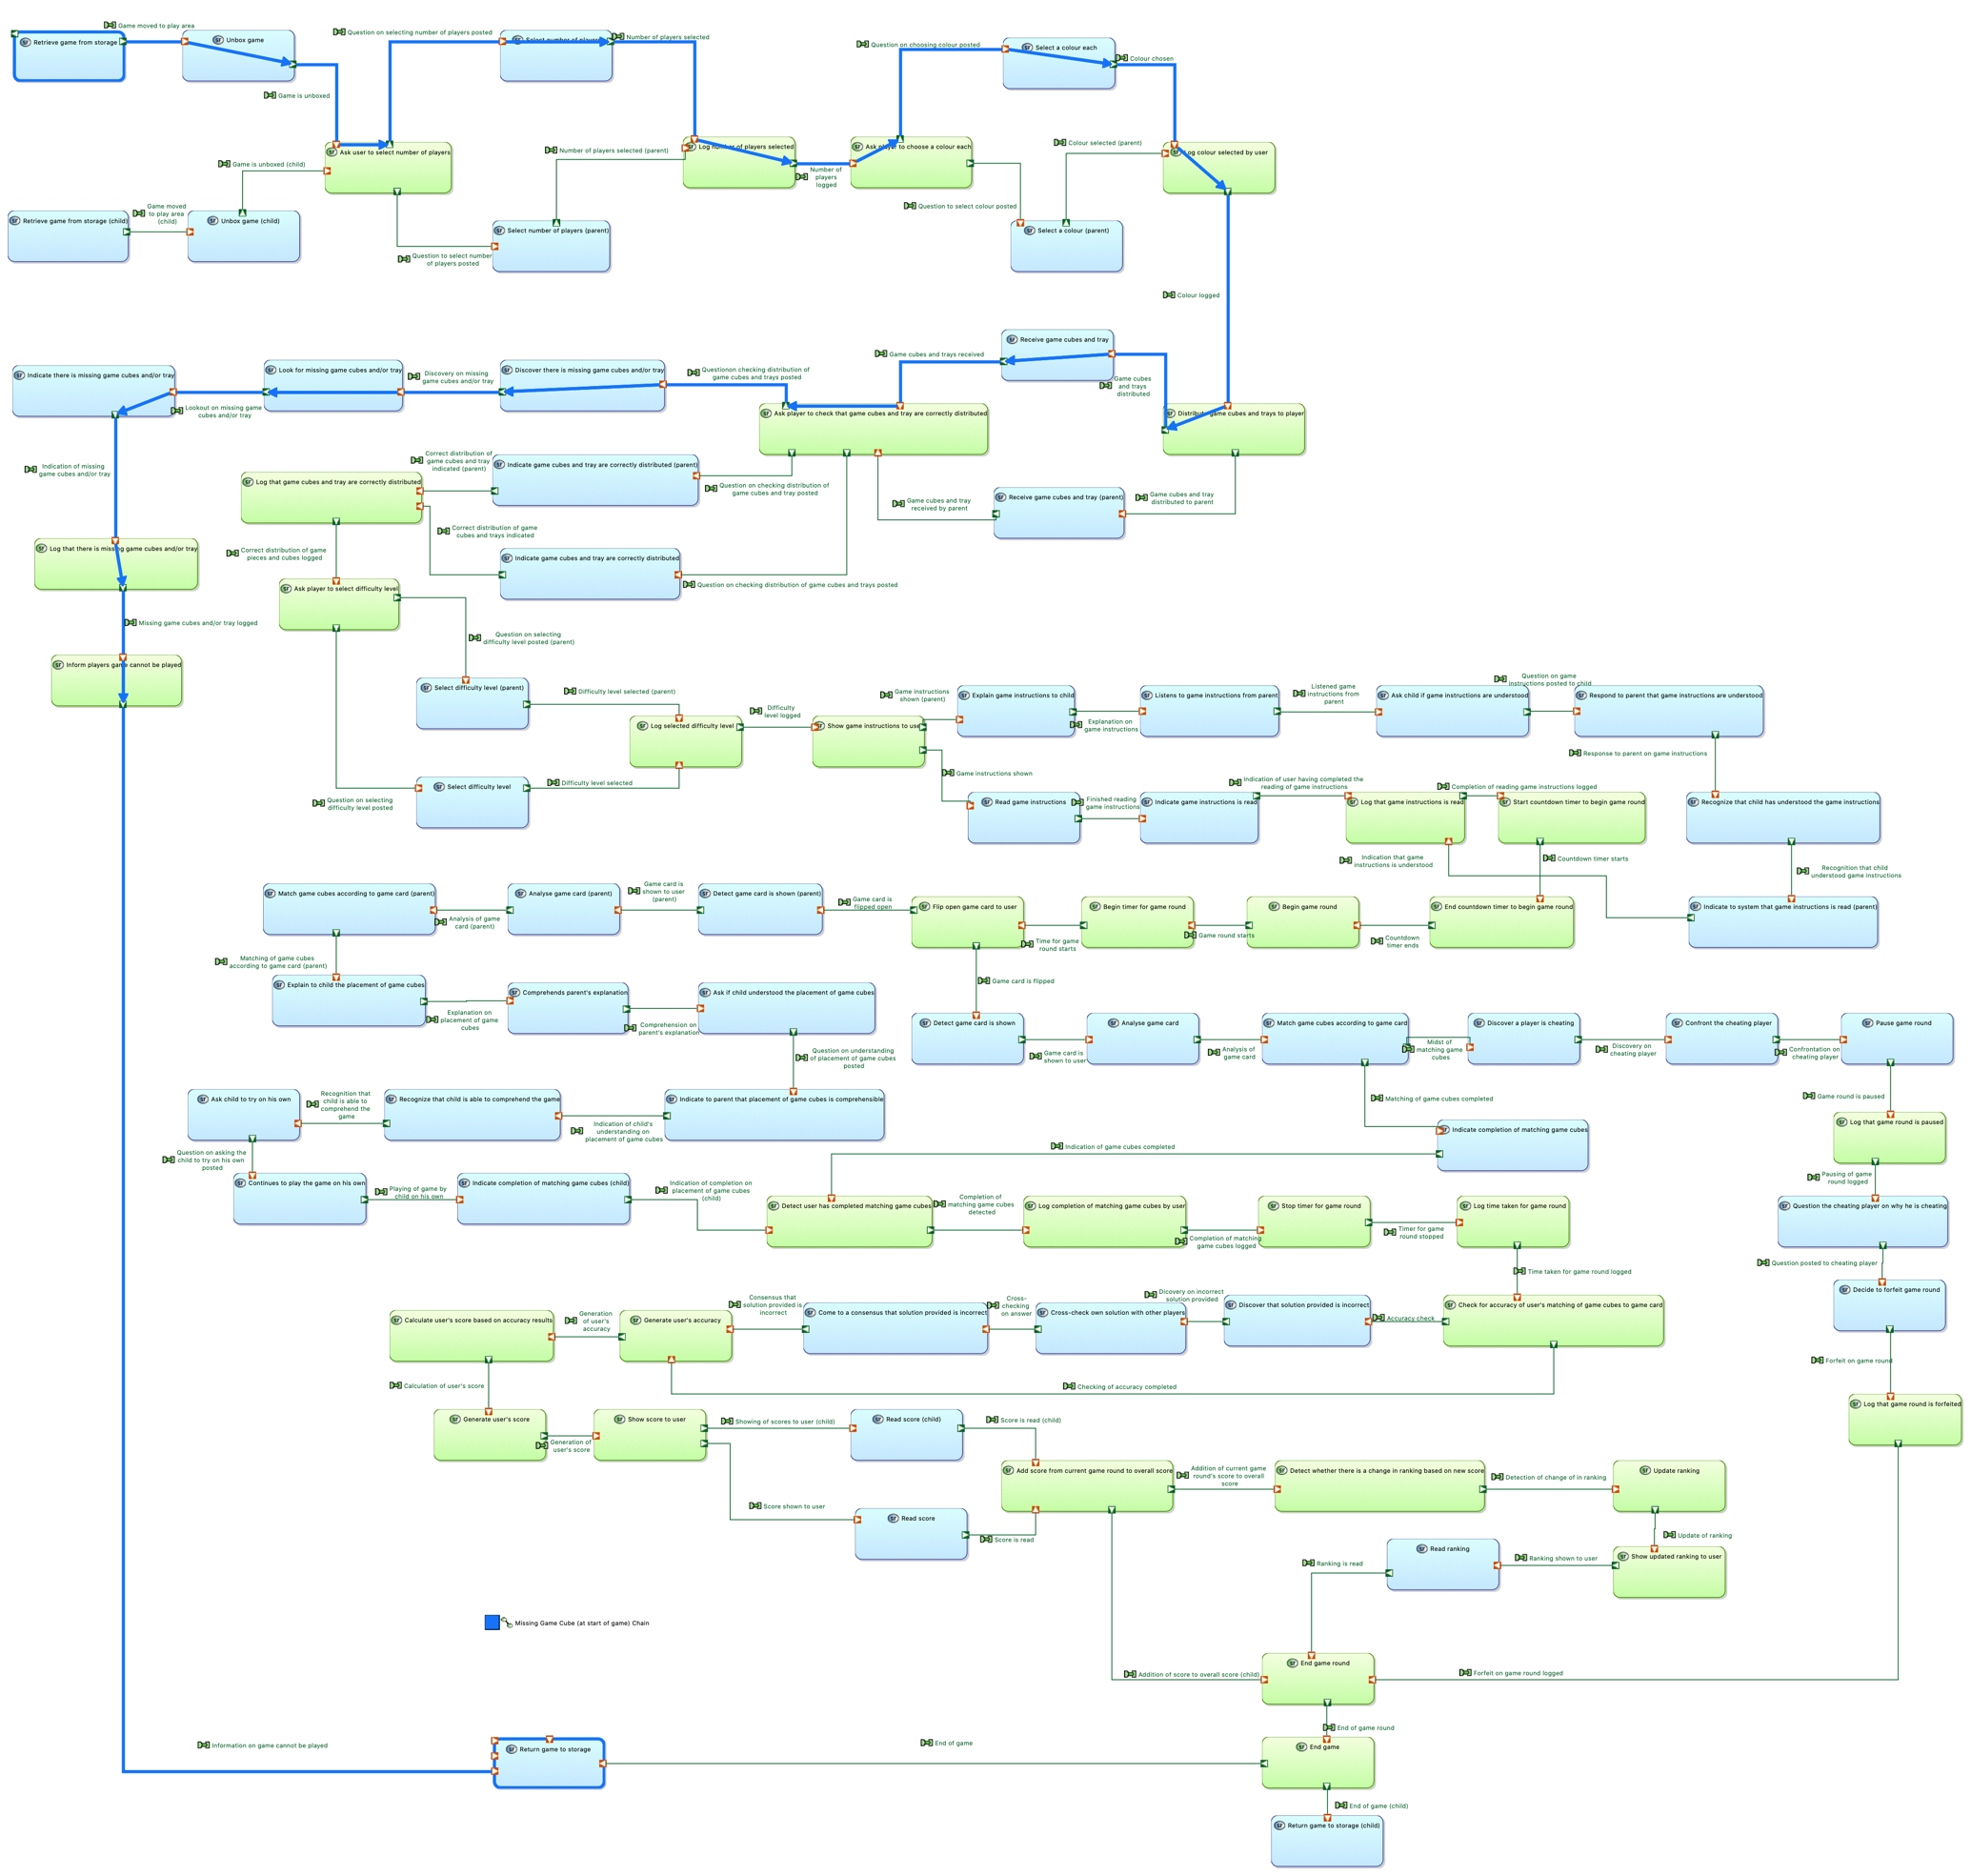 Game moved to play area
Retrieve game from storage
Unbox game
Question on selecting number of players posted
Select number of players
Number of players selected
Question on choosing colour posted
Select a colour each
Colour chosen
Game is unboxed
Ask user to select number of players
Game is unboxed (child)
Number of players selected (parent)
Log number of players selected
Number of
players
logged
Ask player to choose a colour each
Colour selected (parent)
Log colour selected by user
Retrieve game from storage (child)
Game moved
to play area
(child)
Unbox game (child)
Question to select number
of players posted
Select number of players (parent)
Question to select colour posted
Select a colour (parent)
Colour logged
Indicate there is missing game cubes and/or tray
Look for missing game cubes and/or tray
Discovery on missing
game cubes and/or tray
Discover there is missing game cubes and/or tray
Questionon checking distribution of
game cubes and trays posted
Game cubes and trays received
Receive game cubes and tray
Game cubes
and trays
distributed
Lookout on missing game
cubes and/or tray
Ask player to check that game cubes and tray are correctly distributed
Distribute game cubes and trays to player
Indication of missing
game cubes and/or tray
Log that game cubes and tray are correctly distributed
Correct distribution of
game cubes and tray
indicated (parent)
Indicate game cubes and tray are correctly distributed (parent)
Question on checking distribution of
game cubes and tray posted
Game cubes and tray
received by parent
Receive game cubes and tray (parent)
Game cubes and tray
distributed to parent
Log that there is missing game cubes and/or tray
Correct distribution of game
pieces and cubes logged
Correct distribution of game
cubes and trays indicated
Indicate game cubes and tray are correctly distributed
Question on checking distribution of game cubes and trays posted
Ask player to select difficulty level
Missing game cubes and/or tray logged
Question on selecting
difficulty level posted (parent)
Inform players game cannot be played
Select difficulty level (parent)
Difficulty level selected (parent)
Log selected difficulty level
Difficulty
level logged
Show game instructions to user
Game instructions
shown (parent)
Explain game instructions to child
Explanation on
game instructions
Listens to game instructions from parent
Listened game
instructions from
parent
Ask child if game instructions are understood
Question on game
instructions posted to child
Respond to parent that game instructions are understood
Response to parent on game instructions
Question on selecting
difficulty level posted
Select difficulty level
Difficulty level selected
Game instructions shown
Read game instructions
Finished reading
game instructions
Indicate game instructions is read
Indication of user having completed the
reading of game instructions
Log that game instructions is read
Completion of reading game instructions logged
Start countdown timer to begin game round
Recognize that child has understood the game instructions
Indication that game
instructions is understood
Countdown timer starts
Recognition that child
understood game instructions
Match game cubes according to game card (parent)
Analysis of game
card (parent)
Analyse game card (parent)
Game card is
shown to user
(parent)
Detect game card is shown (parent)
Game card is
flipped open
Flip open game card to user
Time for game
round starts
Begin timer for game round
Game round starts
Begin game round
Countdown
timer ends
End countdown timer to begin game round
Indicate to system that game instructions is read (parent)
Matching of game cubes
according to game card (parent)
Explain to child the placement of game cubes
Explanation on
placement of game
cubes
Comprehends parent's explanation
Comprehension on
parent's explanation
Ask if child understood the placement of game cubes
Game card is flipped
Question on understanding
of placement of game cubes
posted
Detect game card is shown
Game card is
shown to user
Analyse game card
Analysis of
game card
Match game cubes according to game card
Midst of
matching game
cubes
Discover a player is cheating
Discovery on
cheating player
Confront the cheating player
Confrontation on
cheating player
Pause game round
Ask child to try on his own
Recognition that
child is able to
comprehend the
game
Recognize that child is able to comprehend the game
Indication of child's
understanding on
placement of game cubes
Indicate to parent that placement of game cubes is comprehensible
Matching of game cubes completed
Game round is paused
Indicate completion of matching game cubes
Log that game round is paused
Question on asking the
child to try on his own
posted
Indication of game cubes completed
Continues to play the game on his own
Playing of game by
child on his own
Indicate completion of matching game cubes (child)
Indication of completion on
placement of game cubes
(child)
Detect user has completed matching game cubes
Completion of
matching game cubes
detected
Log completion of matching game cubes by user
Completion of matching
game cubes logged
Stop timer for game round
Timer for game
round stopped
Log time taken for game round
Pausing of game
round logged
Question the cheating player on why he is cheating
Question posted to cheating player
Time taken for game round logged
Decide to forfeit game round
Calculate user's score based on accuracy results
Generation
of user's
accuracy
Generate user's accuracy
Consensus that
solution provided is
incorrect
Come to a consensus that solution provided is incorrect
Cross-
checking
on answer
Cross-check own solution with other players
Dicovery on incorrect
solution provided
Discover that solution provided is incorrect
Accuracy check
Check for accuracy of user's matching of game cubes to game card
Forfeit on game round
Calculation of user's score
Checking of accuracy completed
Log that game round is forfeited
Generate user's score
Generation of
user's score
Show score to user
Showing of scores to user (child)
Read score (child)
Score is read (child)
Add score from current game round to overall score
Addition of current game
round's score to overall
score
Detect whether there is a change in ranking based on new score
Detection of change of in ranking
Update ranking
Score shown to user
Read score
Score is read
Update of ranking
Ranking is read
Read ranking
Ranking shown to user
Show updated ranking to user
Missing Game Cube (at start of game) Chain
End game round
Addition of score to overall score (child)
Forfeit on game round logged
End of game round
Information on game cannot be played
Return game to storage
End of game
End game
End of game (child)
Return game to storage (child)